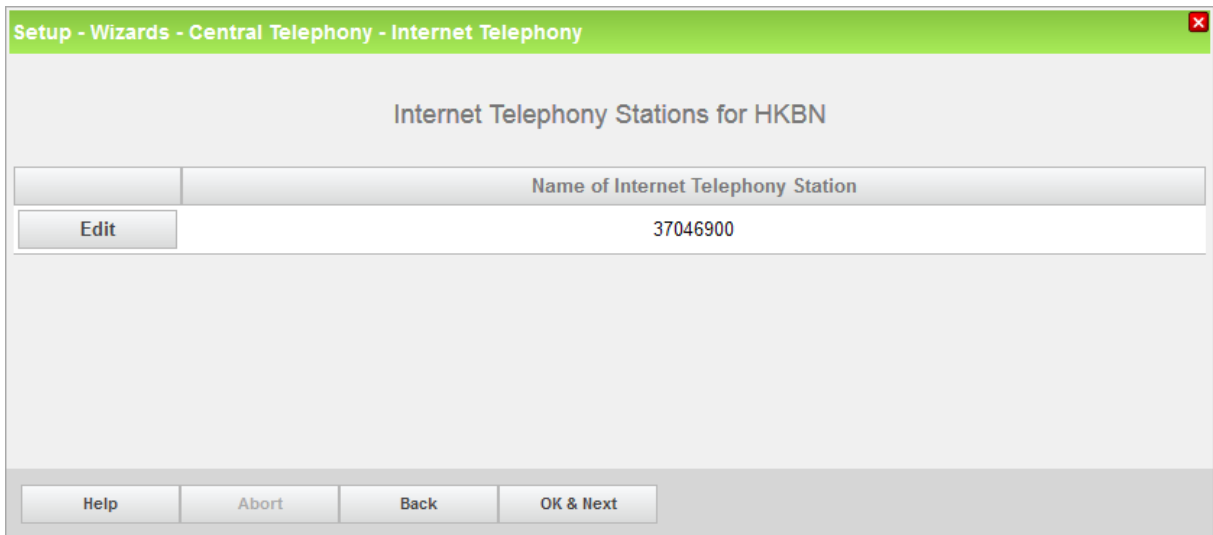 Setup - Wizards - Central Telephony - Internet Telephony
Internet Telephony Stations for HKBN
Name of Internet Telephony Station
Edit 37046900
Help Abort Back OK & Next